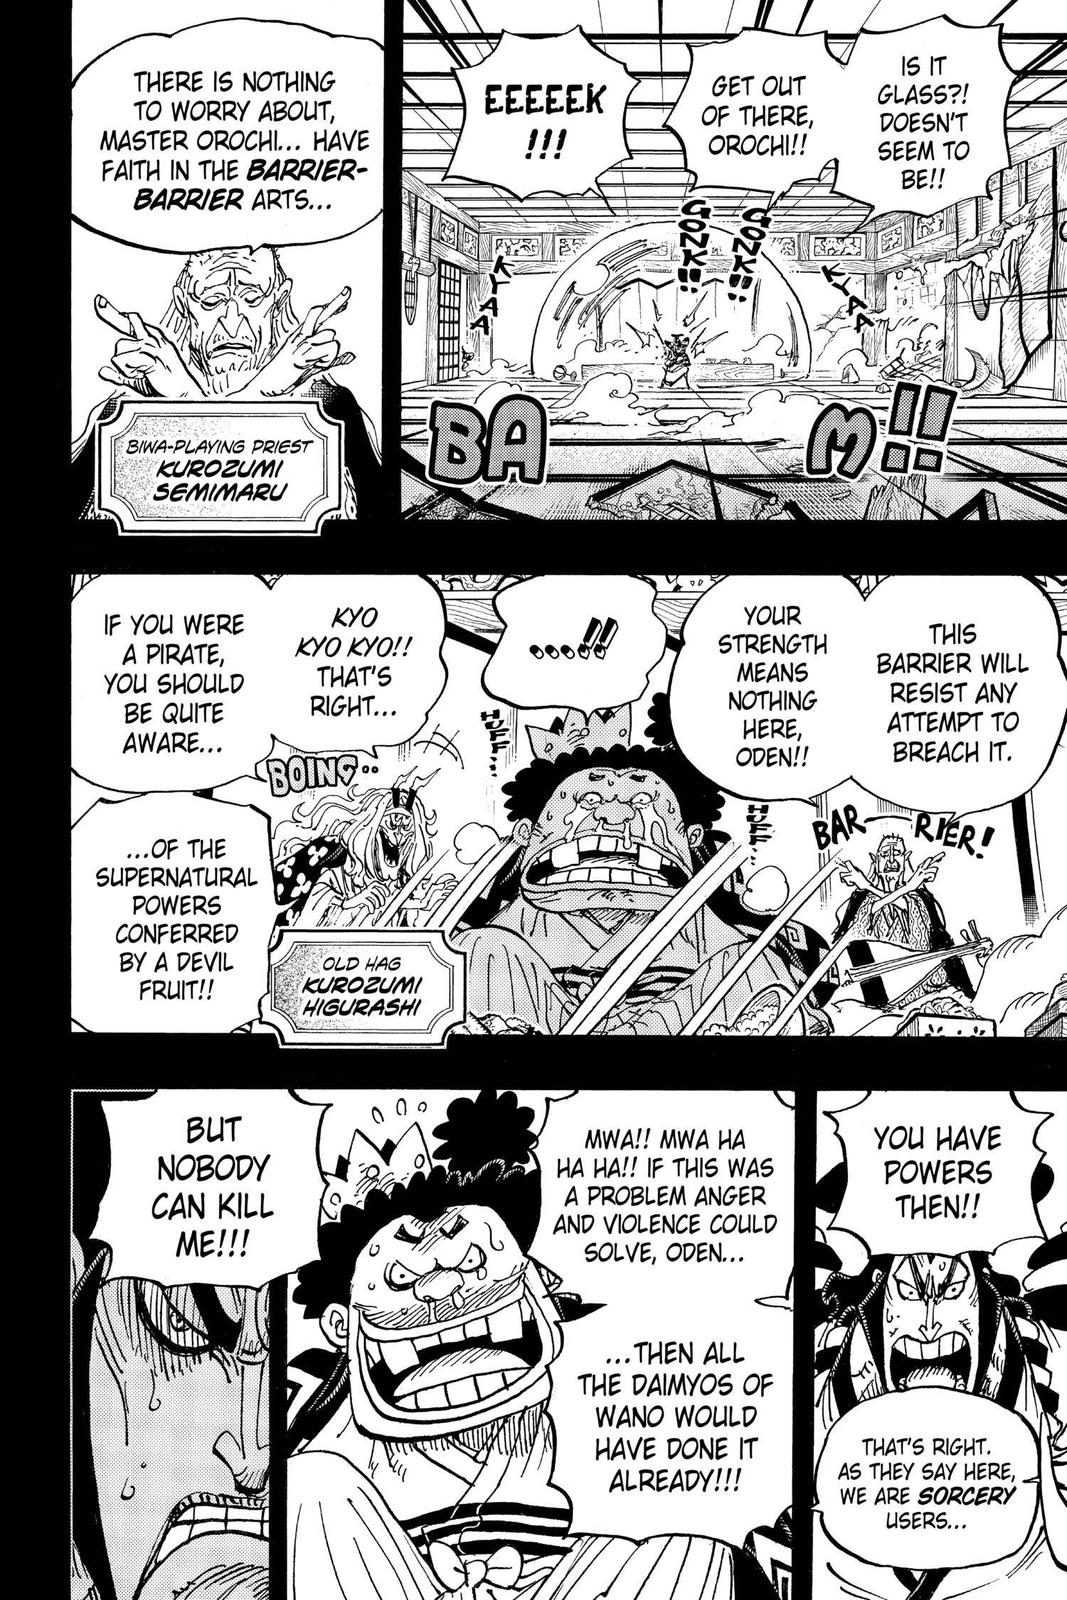 IS IT
GLASS?!
DOESN'T
SEEM TO
BE!!
GET OUT
OF THERE,
OROCHI!!
EEEEEEK
!!!
GONK!!
GONK!!
KYAA
KYAA
BA
M!!
THERE IS NOTHING
TO WORRY ABOUT,
MASTER OROCHI... HAVE
FAITH IN THE BARRIER-
BARRIER ARTS...
BIWA-PLAYING PRIEST
KUROZUMI
SEMIMARU
THIS
BARRIER WILL
RESIST ANY
ATTEMPT TO
BREACH IT.
YOUR
STRENGTH
MEANS
NOTHING
HERE,
ODEN!!
BAR—RIER!
....!!
HUFF...
HUFF...
KYO
KYO KYO!!
THAT'S
RIGHT...
BOING..
IF YOU WERE
A PIRATE,
YOU SHOULD
BE QUITE
AWARE...
...OF THE
SUPERNATURAL
POWERS
CONFERRED
BY A DEVIL
FRUIT!!
OLD HAG
KUROZUMI
HIGURASHI
YOU HAVE
POWERS
THEN!!
THAT'S RIGHT.
AS THEY SAY HERE,
WE ARE SORCERY
USERS...
MWA!! MWA HA
HA HA!! IF THIS WAS
A PROBLEM ANGER
AND VIOLENCE COULD
SOLVE, ODEN...
...THEN ALL
THE DAIMYOS OF
WANO WOULD
HAVE DONE IT
ALREADY!!!
BUT
NOBODY
CAN KILL
ME!!!